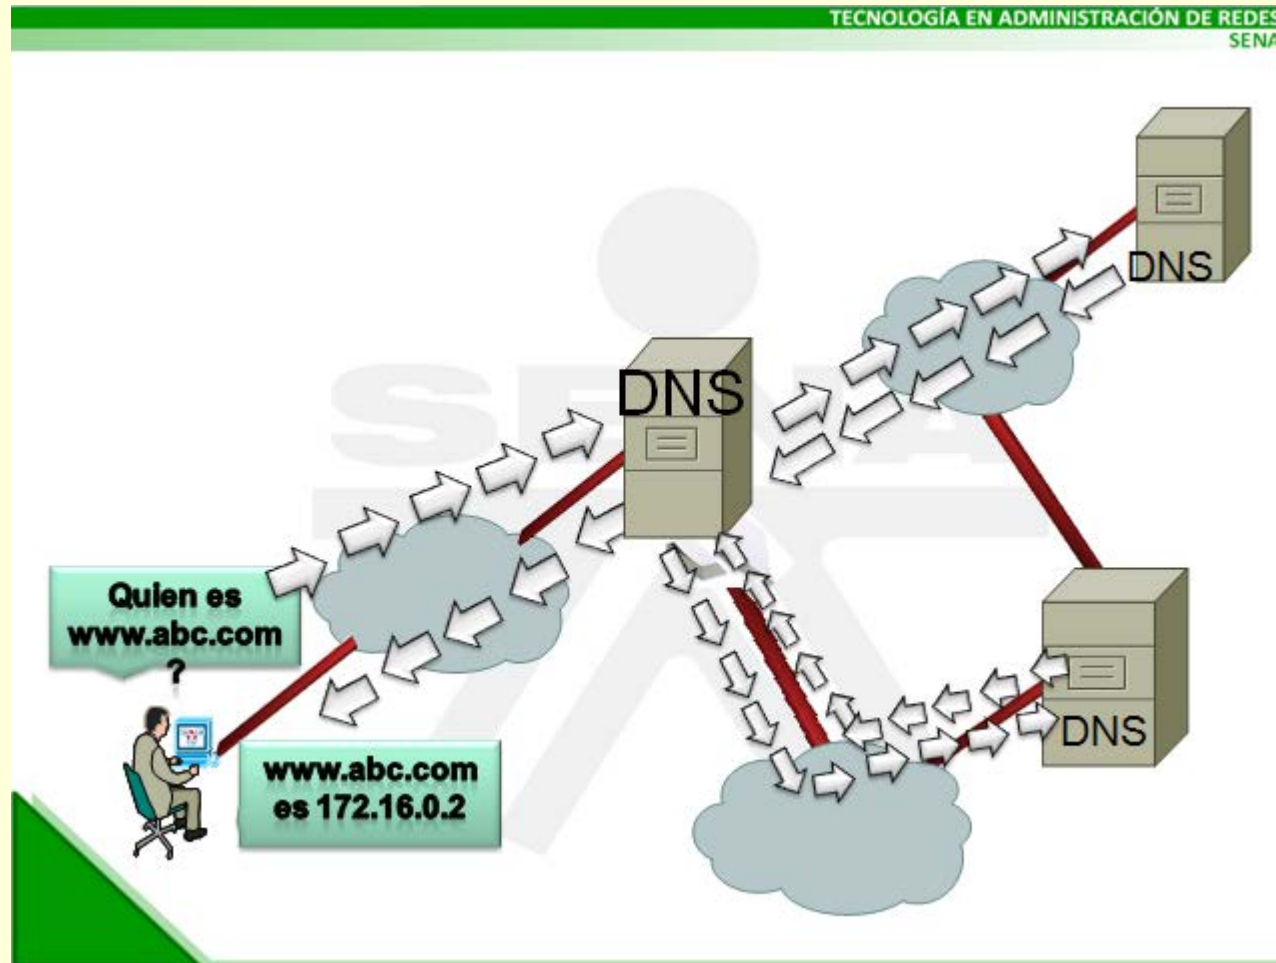 TECNOLOGÍA EN ADMINISTRACIÓN DE REDES
SENA
DNS
DNS
SENA
Quien es
www.abc.com
?
www.abc.com
es 172.16.0.2
DNS